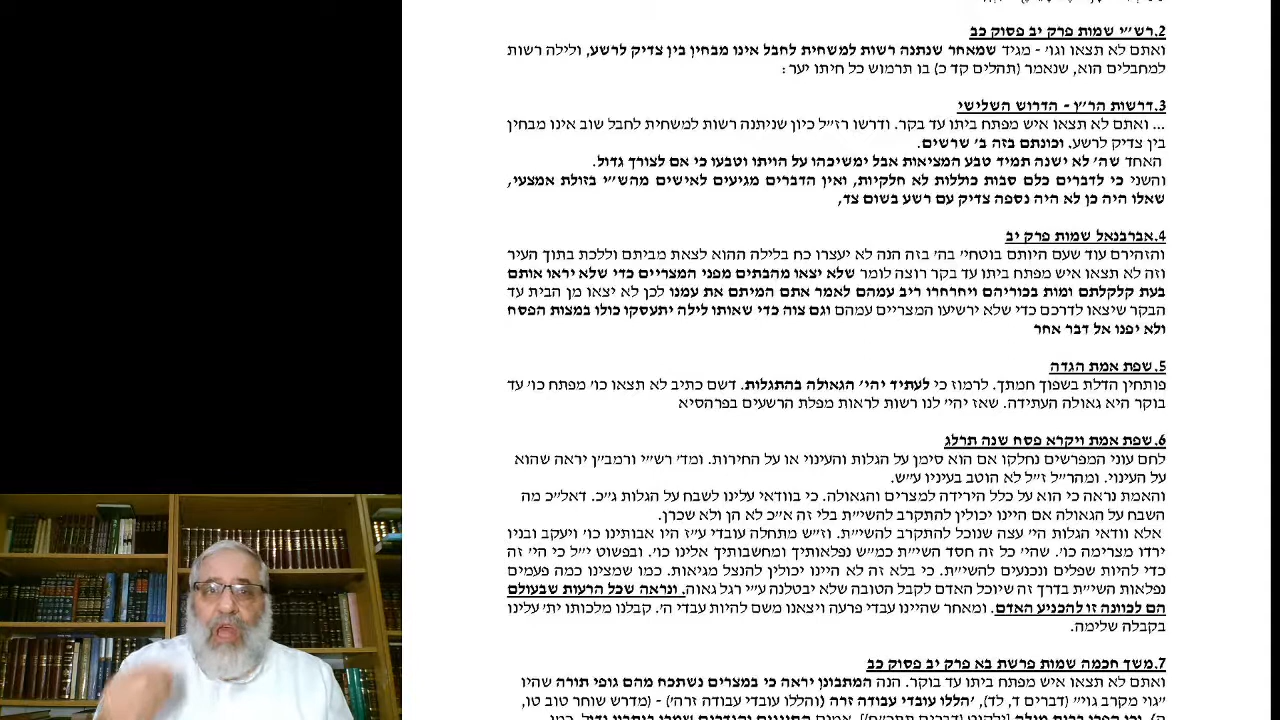 2.רש״י שמות פרק יב פסוק כב
ואתם לא תצאו וגו׳ - מגיד שמאחר שנתנה רשות למשחית לחבל אינו מבחין בין צדיק לרשע, ולילה רשות
למחבלים הוא, שנאמר (תהלים קד כ) בו תרמוש כל חיתו יער :
3.דרשות הר״ן - הדרוש השלישי
... ואתם לא תצאו איש מפתח ביתו עד בקר. ודרשו רז״ל כיון שניתנה רשות למשחית לחבל שוב אינו מבחין
בין צדיק לרשע. וכונתם בזה ב׳ שרשים.
האחד שה׳ לא ישנה תמיד טבע המציאות אבל ימשיכהו על הויתו וטבעו כי אם לצורך גדול.
והשני כי לדברים כלם סבות כוללות לא חלקיות, ואין הדברים מגיעים לאישים מהש״י בזולת אמצעי,
שאלו היה כן לא היה נספה צדיק עם רשע בשום צד,
4.אברבנאל שמות פרק יב
והזהירם עוד שעם היותם בוטחי׳ בה׳ בזה הנה לא יעצרו כח בלילה ההוא לצאת מביתם וללכת בתוך העיר
וזה לא תצאו איש מפתח ביתו עד בקר רוצה לומר שלא יצאו מהבתים מפני המצריים כדי שלא יראו אותם
בעת קלקלתם ומות בכוריהם ויחרחרו ריב עמהם לאמר אתם המיתם את עמנו לכן לא יצאו מן הבית עד
הבקר שיצאו לדרכם כדי שלא ירשיעו המצריים עמהם וגם צוה כדי שאותו לילה יתעסקו כולו במצות הפסח
ולא יפנו אל דבר אחר
5.שפת אמת הגדה
פותחין הדלת בשפוך חמתך. לרמוז כי לעתיד יהי׳ הגאולה בהתגלות. דשם כתיב לא תצאו כו׳ מפתח כו׳ עד
בוקר היא גאולה העתידה. שאז יהי׳ לנו רשות לראות מפלת הרשעים בפרהסיא
6.שפת אמת ויקרא פסח שנה תרלג
לחם עוני המפרשים נחלקו אם הוא סימן על הגלות והעינוי או על החירות. ומד׳ רש״י ורמב״ן יראה שהוא
על העינוי. ומהר״ל ז״ל לא הוטב בעיניו ע״ש.
והאמת נראה כי הוא על כלל הירידה למצרים והגאולה. כי בוודאי עלינו לשבח על הגלות ג״כ. דאל״כ מה
השבח על הגאולה אם היינו יכולין להתקרב להשי״ת בלי זה א״כ לא הן ולא שכרן.
אלא וודאי הגלות הי׳ עצה שנוכל להתקרב להשי״ת. וז״ש מתחלה עובדי ע״ז היו אבותינו כו׳ ויעקב ובניו
ירדו מצרימה כו׳. שהי׳ כל זה חסד השי״ת כמ״ש נפלאותיך ומחשבותיך אלינו כו׳. ובפשוט י״ל כי הי׳ זה
כדי להיות שפלים ונכנעים להשי״ת. כי בלא זה לא היינו יכולין להנצל מגיאות. כמו שמצינו כמה פעמים
נפלאות השי״ת בדרך זה שיוכל האדם לקבל הטובה שלא יבטלנה ע״י רגל גאוה. ונראה שכל הרעות שבעולם
הם לכוונה זו להכניע האדם. ומאחר שהיינו עבדי פרעה ויצאנו משם להיות עבדי ה׳. קבלנו מלכותו ית׳ עלינו
בקבלה שלימה.
7.משך חכמה שמות פרשת בא פרק יב פסוק כב
ואתם לא תצאו איש מפתח ביתו עד בוקר. הנה המתבונן יראה כי במצרים נשתכח מהם גופי תורה שהיו
״גוי מקרב גוי״ (דברים ד, לד), ״הללו עובדי עבודה זרה (והללו עובדי עבודה זרה״) - (מדרש שוחר טוב טו,